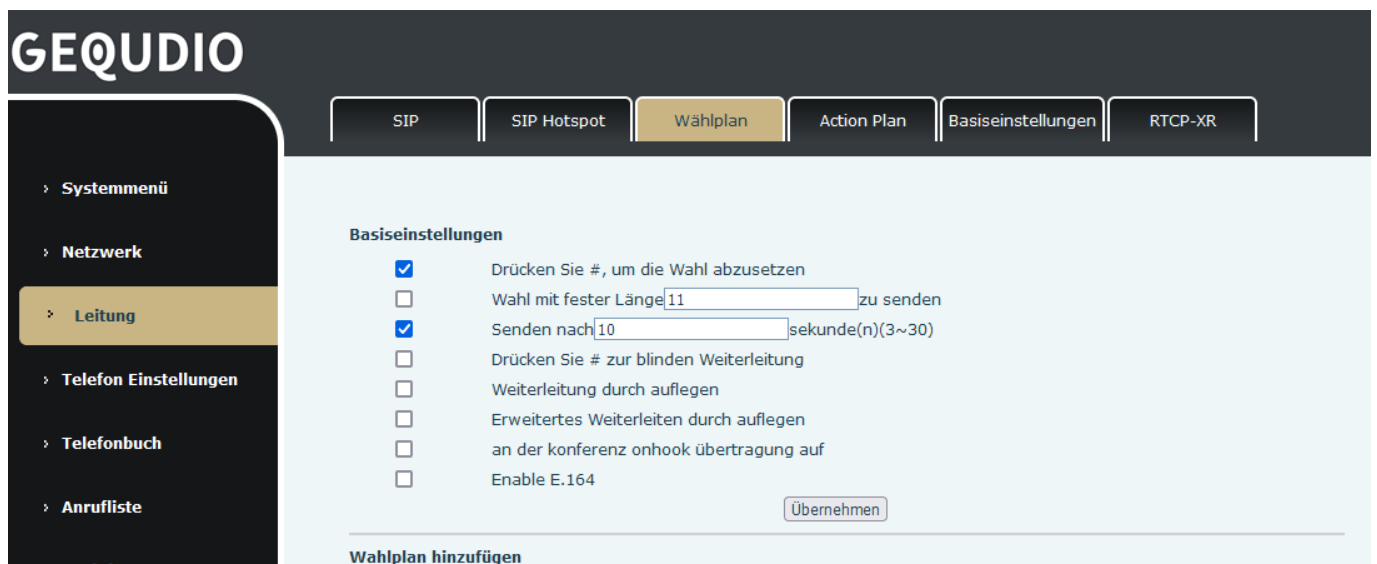 GEQUDIO
SIP
SIP Hotspot
Wählplan
Action Plan
Basiseinstellungen
RTCP-XR
Systemmenü
Netzwerk
Leitung
Telefon Einstellungen
Telefonbuch
Anrufliste
Basiseinstellungen
Drücken Sie #, um die Wahl abzusetzen
Wahl mit fester Länge 11 zu senden
Senden nach 10 sekunde(n)(3~30)
Drücken Sie # zur blinden Weiterleitung
Weiterleitung durch auflegen
Erweitertes Weiterleiten durch auflegen
an der konferenz onhook übertragung auf
Enable E.164
Übernehmen
Wahlplan hinzufügen